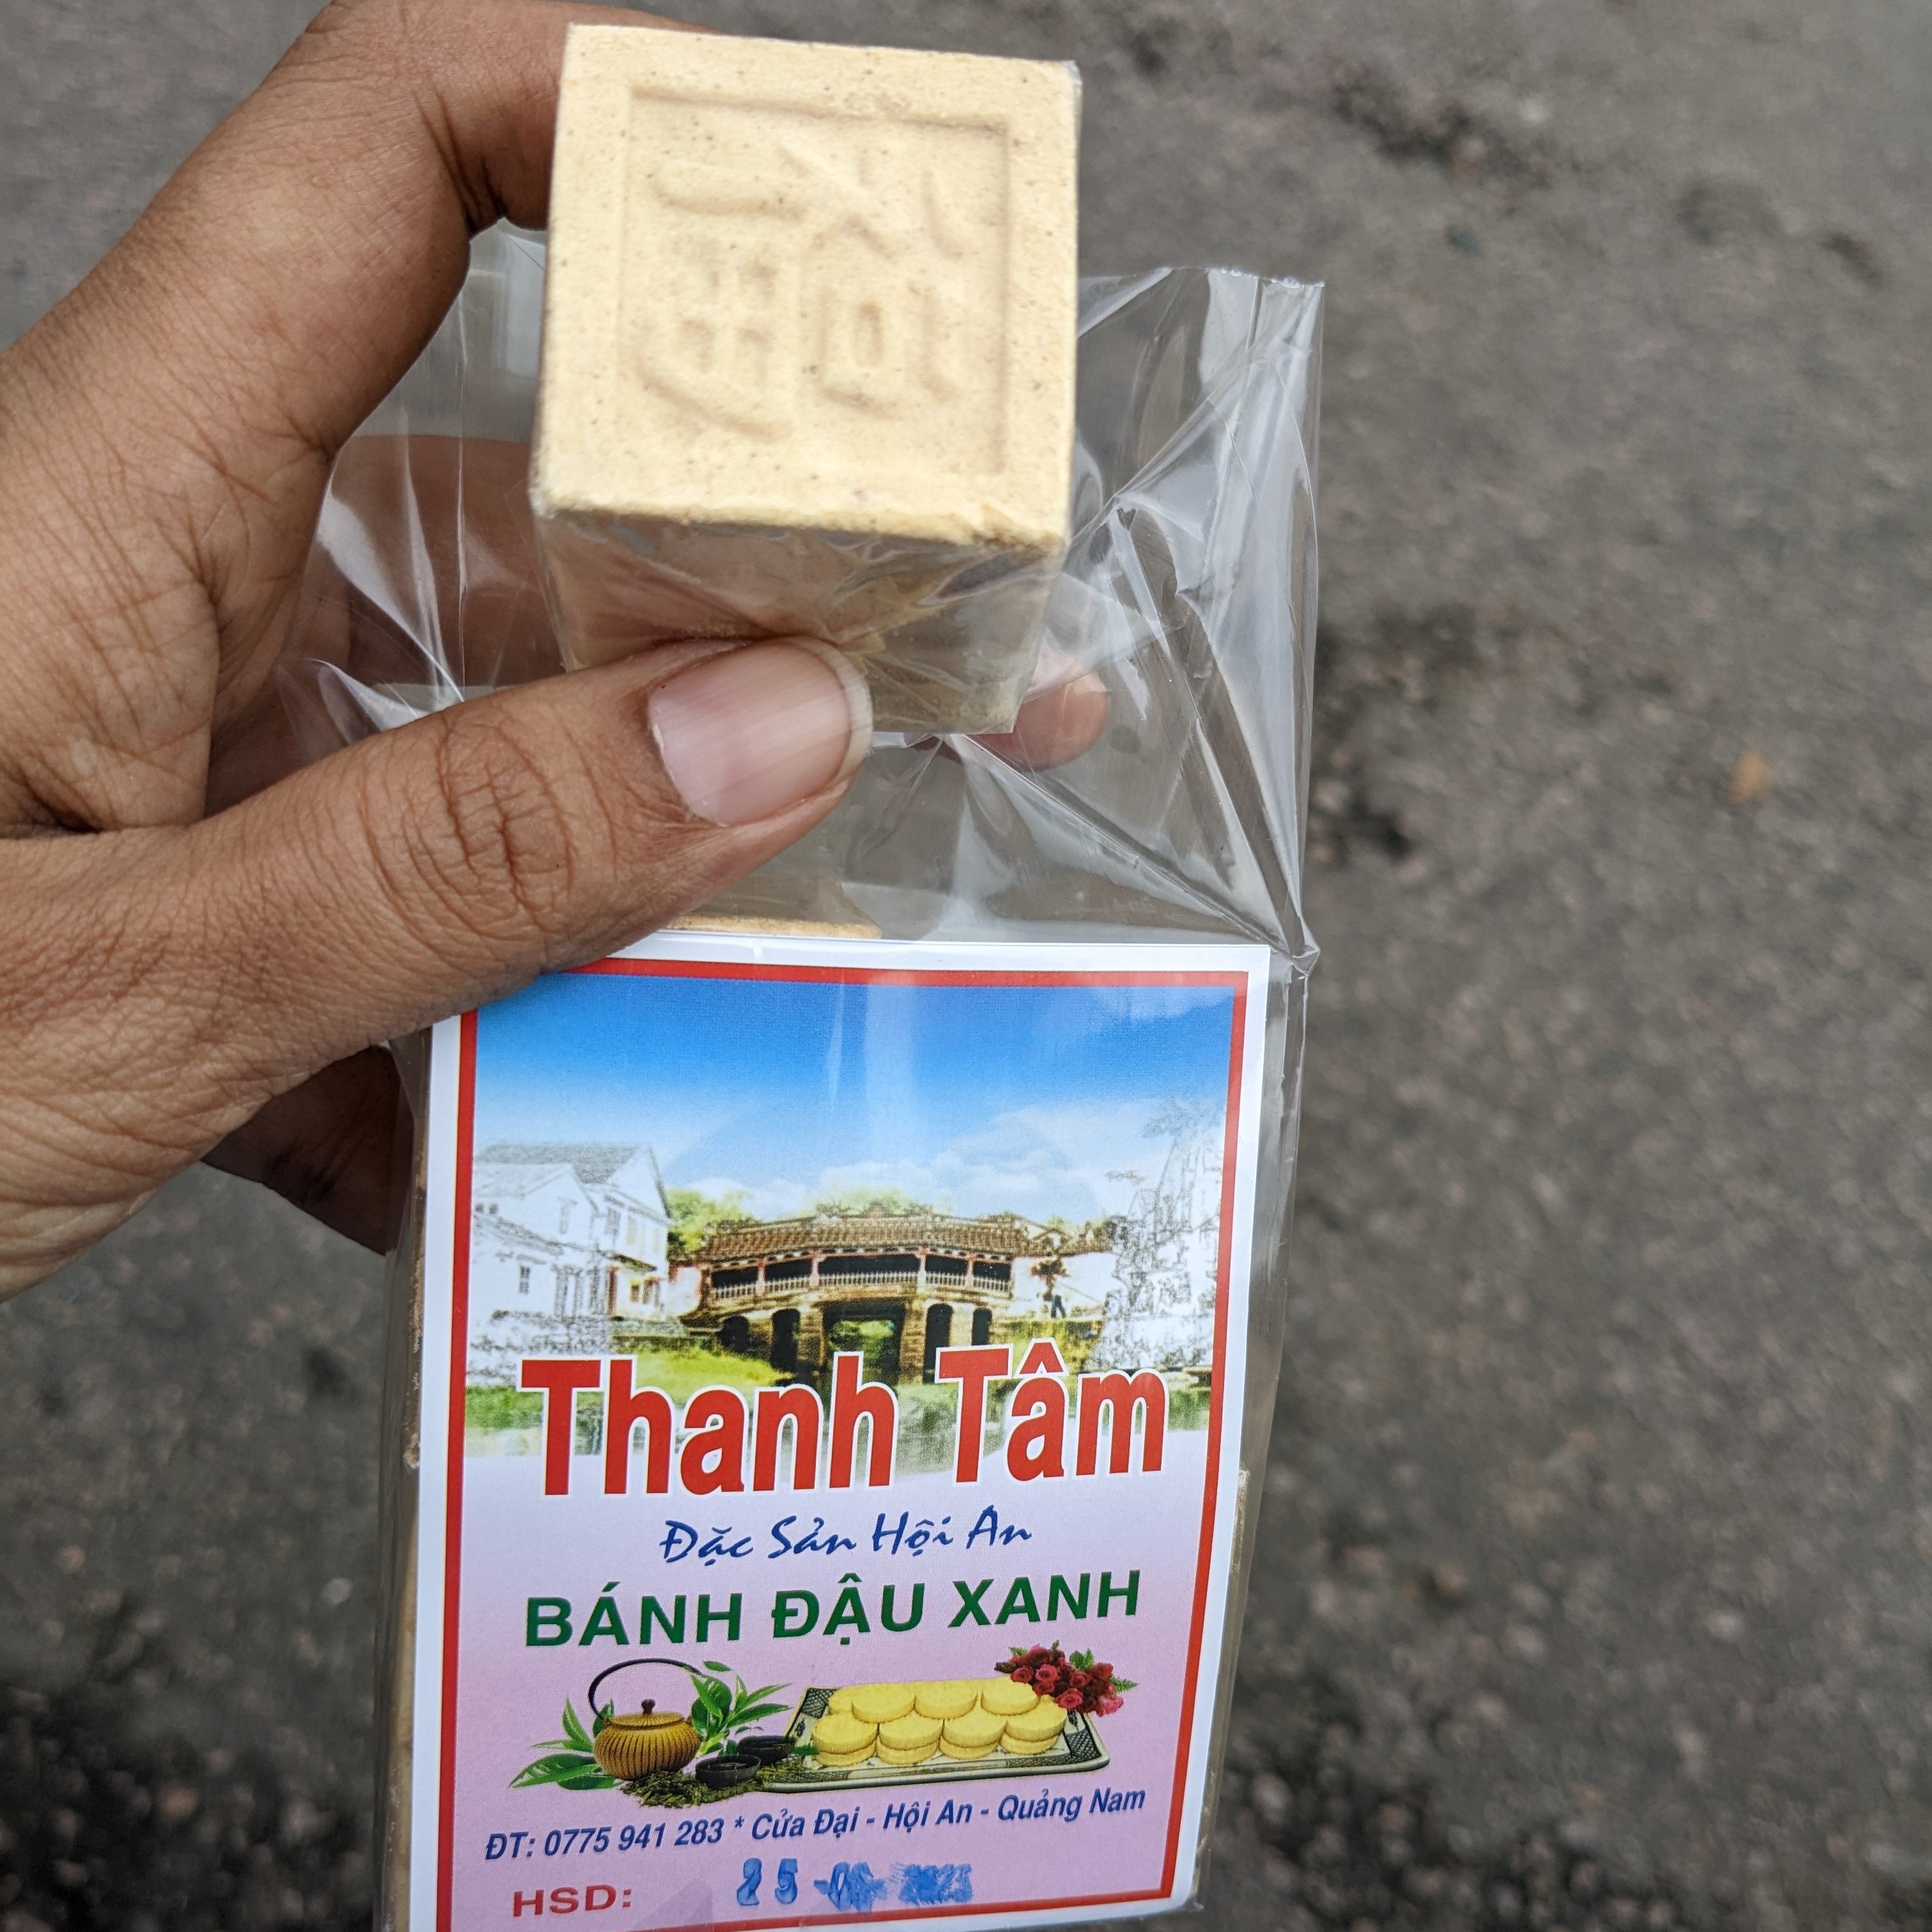 Thanh Tâm
Đặc Sản Hội An
BÁNH ĐẬU XANH
ĐT: 0775 941 283 * Cửa Đại - Hội An - Quảng Nam
HSD: 25